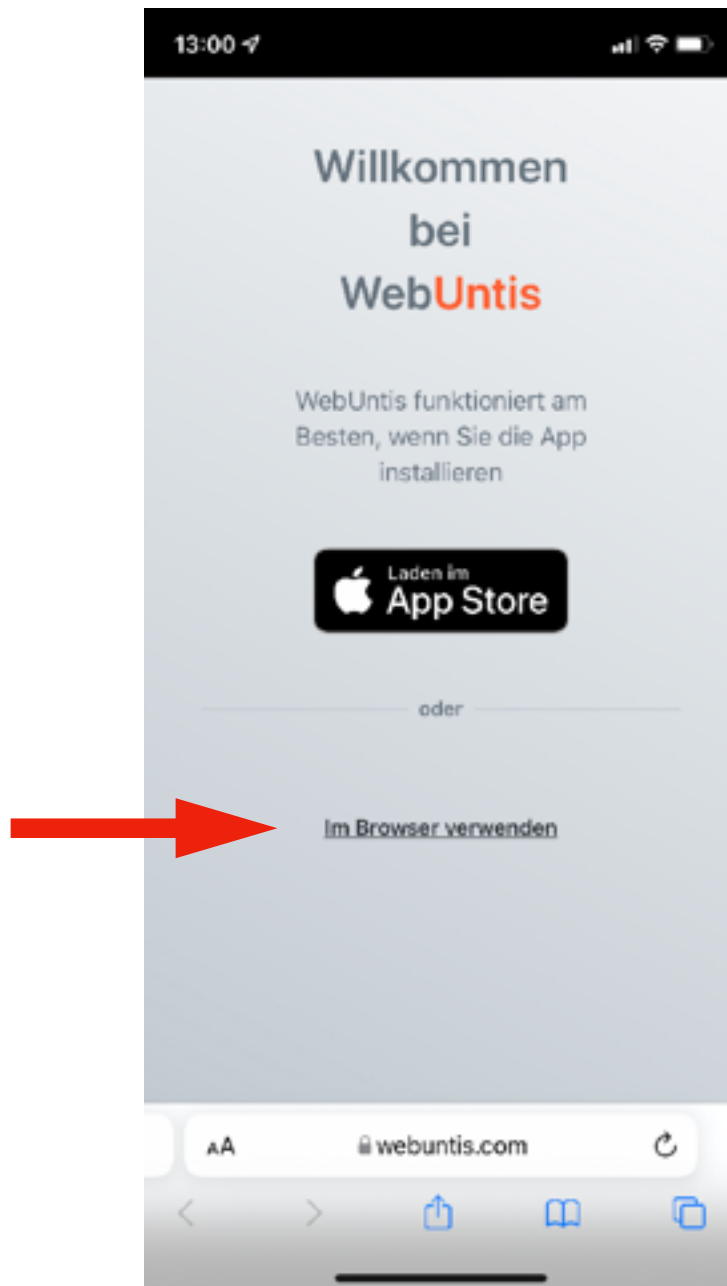 13:00
Willkommen
bei
WebUntis
WebUntis funktioniert am
Besten, wenn Sie die App
installieren
Laden im
App Store
oder
Im Browser verwenden
AA
webuntis.com